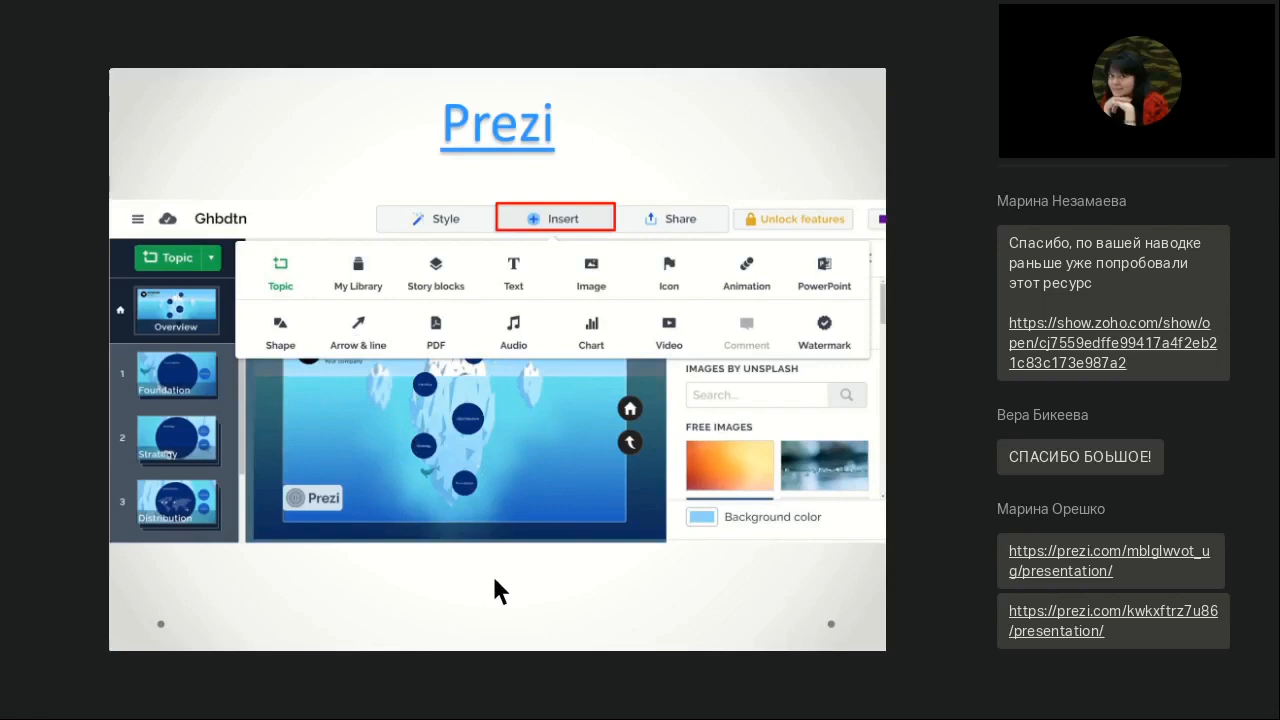 Prezi
Ghbdtn
Style
Insert
Share
Unlock features
Topic
Topic
My Library
Story blocks
Text
Image
Icon
Animation
PowerPoint
Shape
Arrow & line
PDF
Audio
Chart
Video
Comment
Watermark
Overview
1
Foundation
2
Strategy
3
Distribution
Your company
Prezi
IMAGES BY UNSPLASH
Search...
FREE IMAGES
Background color
Марина Незамаева
Спасибо, по вашей наводке
раньше уже попробовали
этот ресурс
https://show.zoho.com/show/o
pen/cj7559edffe99417a4f2eb2
1c83c173e987a2
Вера Бикеева
СПАСИБО БОЬШОЕ!
Марина Орешко
https://prezi.com/mblglwvot_u
g/presentation/
https://prezi.com/kwkxftrz7u86
/presentation/